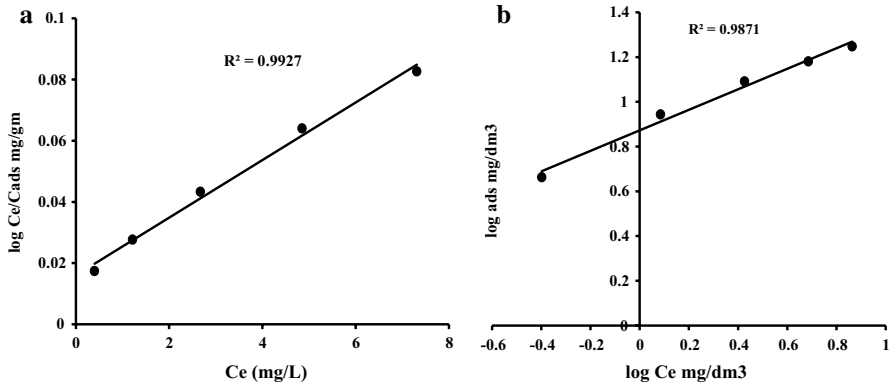 a
R² = 0.9927
log Ce/Cads mg/gm
0.1
0.08
0.06
0.04
0.02
0
0 2 4 6 8
Ce (mg/L)
b
R² = 0.9871
log ads mg/dm3
1.4
1.2
1
0.8
0.6
0.4
0.2
0
-0.6 -0.4 -0.2 0 0.2 0.4 0.6 0.8 1
log Ce mg/dm3